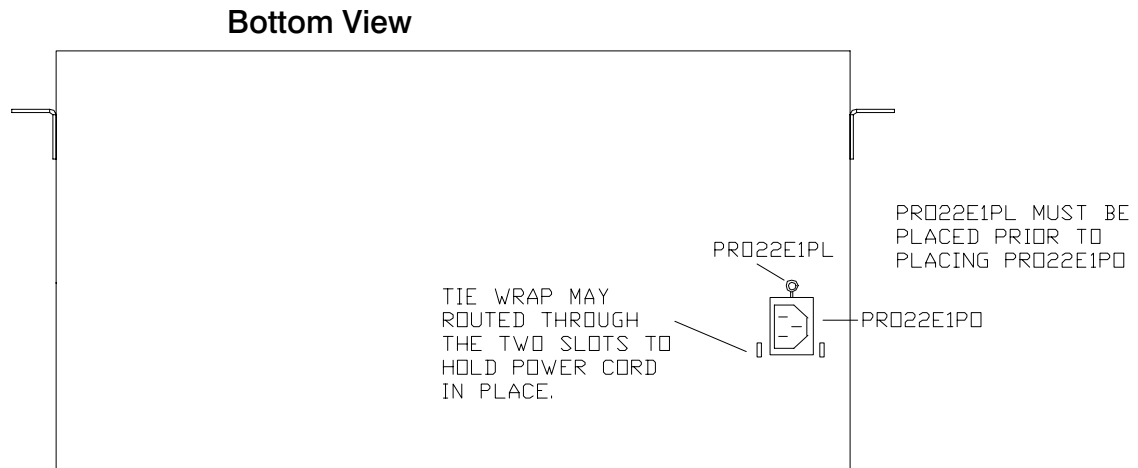 Bottom View
PRO22E1PL MUST BE
PLACED PRIOR TO
PLACING PRO22E1PO
PRO22E1PL
TIE WRAP MAY
ROUTED THROUGH
THE TWO SLOTS TO
HOLD POWER CORD
IN PLACE.
PRO22E1PO